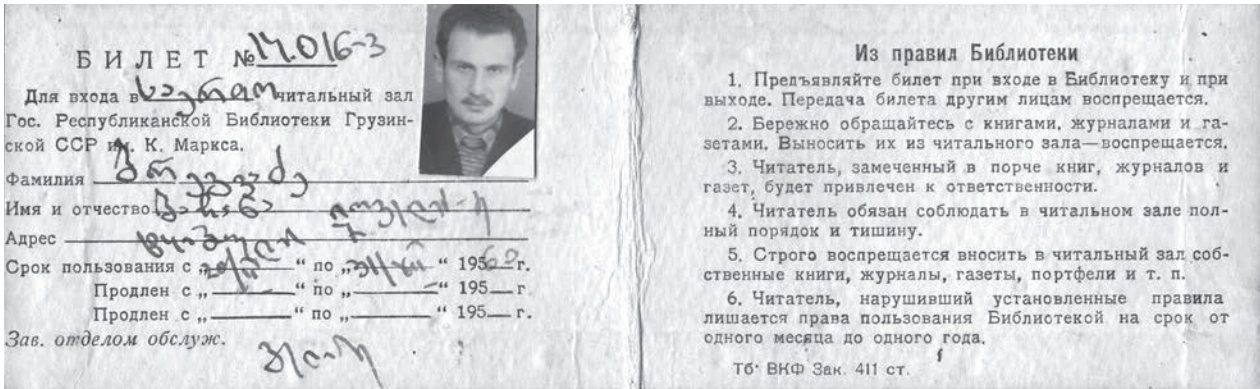 БИЛЕТ № 17.016-3
Для входа в საერთო читальный зал
Гос. Республиканской Библиотеки Грузин-
ской ССР им. К. Маркса.
Фамилия
Имя и отчество
Адрес
Срок пользования с „ “ по „ “ 1960 г.
Продлен с „ “ по „ “ 195 г.
Продлен с „ “ по „ “ 195 г.
Зав. отделом обслуж.
Из правил Библиотеки
1. Предъявляйте билет при входе в Библиотеку и при
выходе. Передача билета другим лицам воспрещается.
2. Бережно обращайтесь с книгами, журналами и га-
зетами. Выносить их из читального зала—воспрещается.
3. Читатель, замеченный в порче книг, журналов и
газет, будет привлечен к ответственности.
4. Читатель обязан соблюдать в читальном зале пол-
ный порядок и тишину.
5. Строго воспрещается вносить в читальный зал соб-
ственные книги, журналы, газеты, портфели и т. п.
6. Читатель, нарушивший установленные правила
лишается права пользования Библиотекой на срок от
одного месяца до одного года.
Тб. ВКФ Зак. 411 ст.